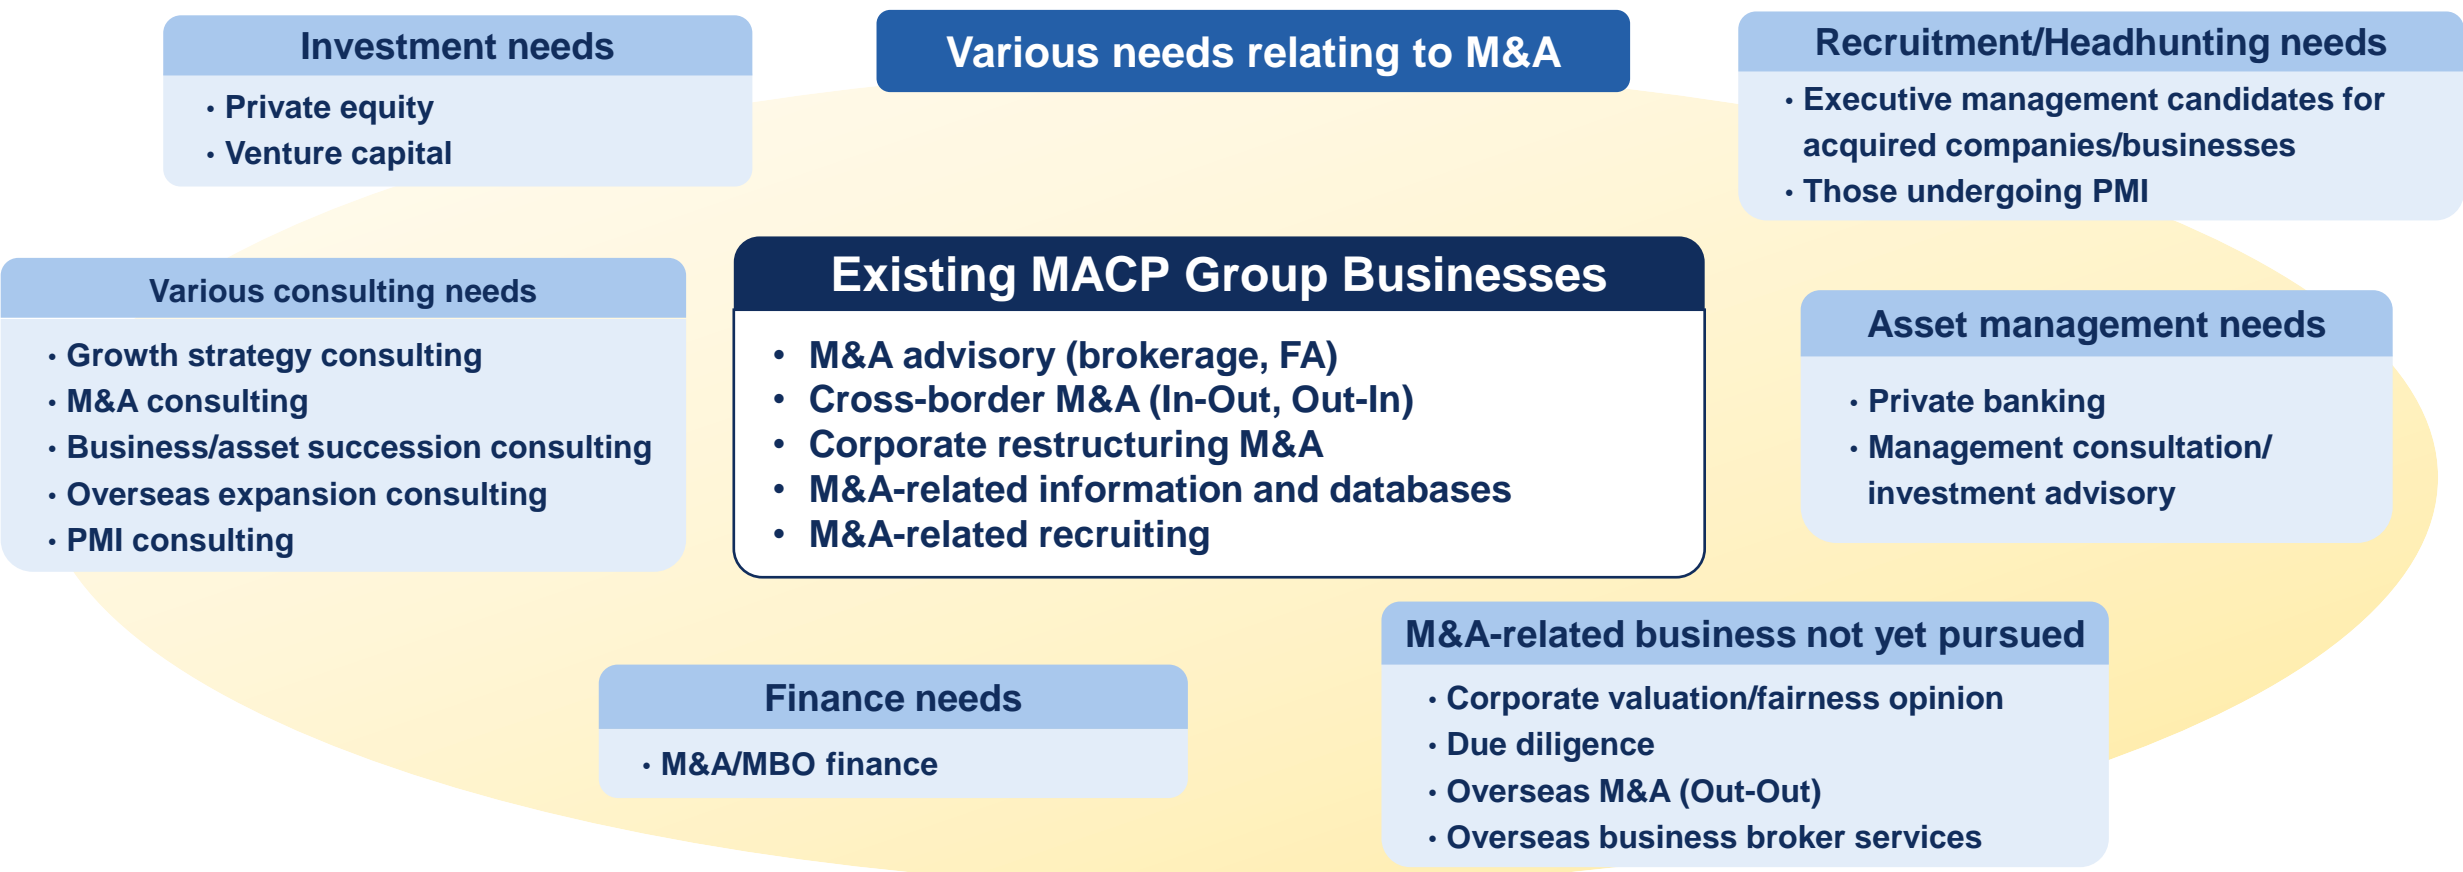 Various needs relating to M&A
Investment needs
・Private equity
・Venture capital
Recruitment/Headhunting needs
・Executive management candidates for
acquired companies/businesses
・Those undergoing PMI
Various consulting needs
・Growth strategy consulting
・M&A consulting
・Business/asset succession consulting
・Overseas expansion consulting
・PMI consulting
Existing MACP Group Businesses
• M&A advisory (brokerage, FA)
• Cross-border M&A (In-Out, Out-In)
• Corporate restructuring M&A
• M&A-related information and databases
• M&A-related recruiting
Asset management needs
・Private banking
・Management consultation/
investment advisory
Finance needs
・M&A/MBO finance
M&A-related business not yet pursued
・Corporate valuation/fairness opinion
・Due diligence
・Overseas M&A (Out-Out)
・Overseas business broker services